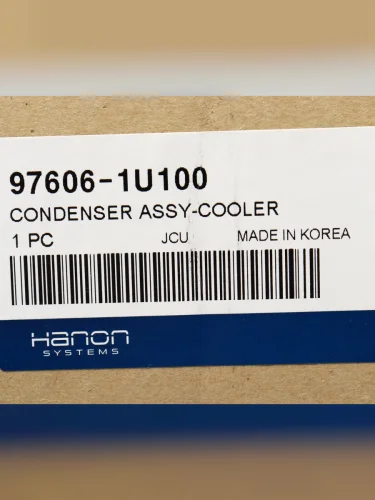 97606-1U100
CONDENSER ASSY-COOLER
1 PC JCU MADE IN KOREA
Hanon
SYSTEMS